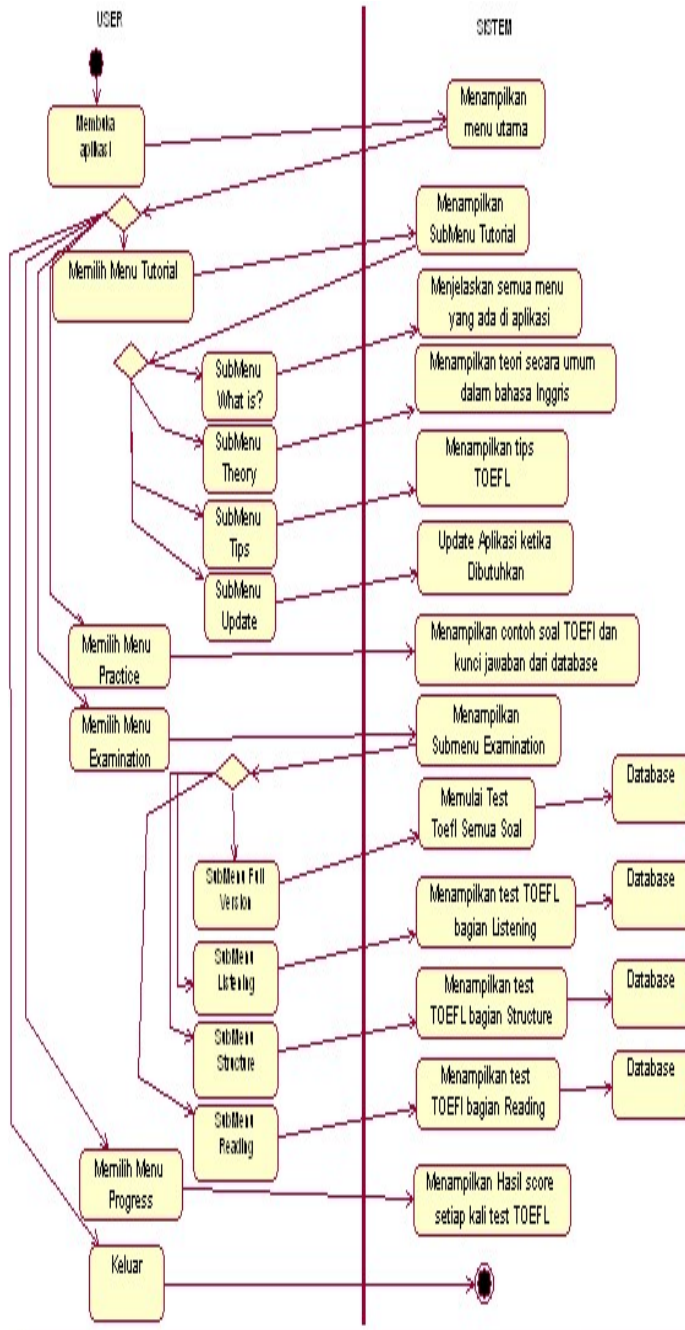 USER
SISTEM
Membuka
aplikasi
Menampilkan
menu utama
Memilih Menu Tutorial
Menampilkan
SubMenu Tutorial
SubMenu
What is?
Menjelaskan semua menu
yang ada di aplikasi
SubMenu
Theory
Menampilkan teori secara umum
dalam bahasa Inggris
SubMenu
Tips
Menampilkan tips
TOEFL
SubMenu
Update
Update Aplikasi ketika
Dibutuhkan
Memilih Menu
Practice
Menampilkan contoh soal TOEFl dan
kunci jawaban dari database
Memilih Menu
Examination
Menampilkan
Submenu Examination
SubMenu Full
Version
Memulai Test
Toefl Semua Soal
Database
SubMenu
Listening
Menampilkan test TOEFL
bagian Listening
Database
SubMenu
Structure
Menampilkan test
TOEFL bagian Structure
Database
SubMenu
Reading
Menampilkan test
TOEFl bagian Reading
Database
Memilih Menu
Progress
Menampilkan Hasil score
setiap kali test TOEFL
Keluar